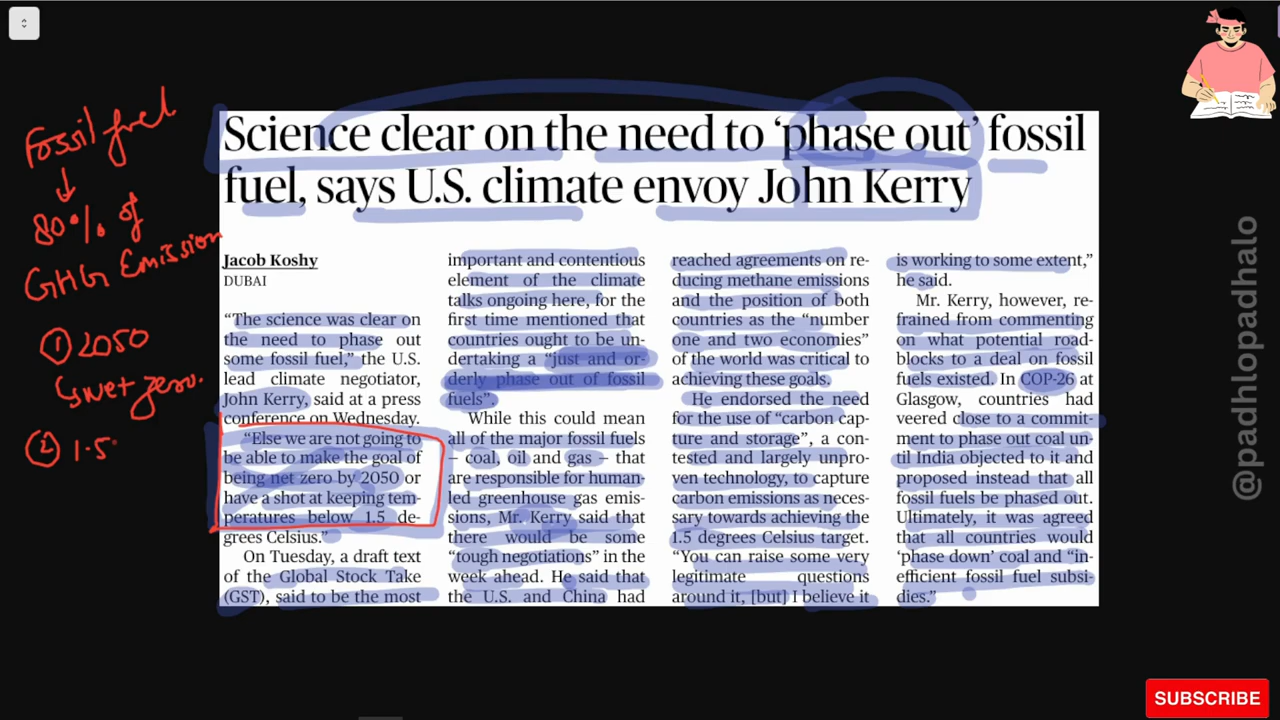 Fossil fuel
↓
80% of
GHG Emission
① 2050
↳ net zero.
② 1.5
Science clear on the need to ‘phase out’ fossil
fuel, says U.S. climate envoy John Kerry
Jacob Koshy
DUBAI
“The science was clear on
the need to phase out
some fossil fuel,” the U.S.
lead climate negotiator,
John Kerry, said at a press
conference on Wednesday.
“Else we are not going to
be able to make the goal of
being net zero by 2050 or
have a shot at keeping tem-
peratures below 1.5 de-
grees Celsius.”
On Tuesday, a draft text
of the Global Stock Take
(GST), said to be the most
important and contentious
element of the climate
talks ongoing here, for the
first time mentioned that
countries ought to be un-
dertaking a “just and or-
derly phase out of fossil
fuels”.
While this could mean
all of the major fossil fuels
– coal, oil and gas – that
are responsible for human-
led greenhouse gas emis-
sions, Mr. Kerry said that
there would be some
“tough negotiations” in the
week ahead. He said that
the U.S. and China had
reached agreements on re-
ducing methane emissions
and the position of both
countries as the “number
one and two economies”
of the world was critical to
achieving these goals.
He endorsed the need
for the use of “carbon cap-
ture and storage”, a con-
tested and largely unpro-
ven technology, to capture
carbon emissions as neces-
sary towards achieving the
1.5 degrees Celsius target.
“You can raise some very
legitimate questions
around it, [but] I believe it
is working to some extent,”
he said.
Mr. Kerry, however, re-
frained from commenting
on what potential road-
blocks to a deal on fossil
fuels existed. In COP-26 at
Glasgow, countries had
veered close to a commit-
ment to phase out coal un-
til India objected to it and
proposed instead that all
fossil fuels be phased out.
Ultimately, it was agreed
that all countries would
‘phase down’ coal and “in-
efficient fossil fuel subsi-
dies.”
@padhlopadhalo
SUBSCRIBE